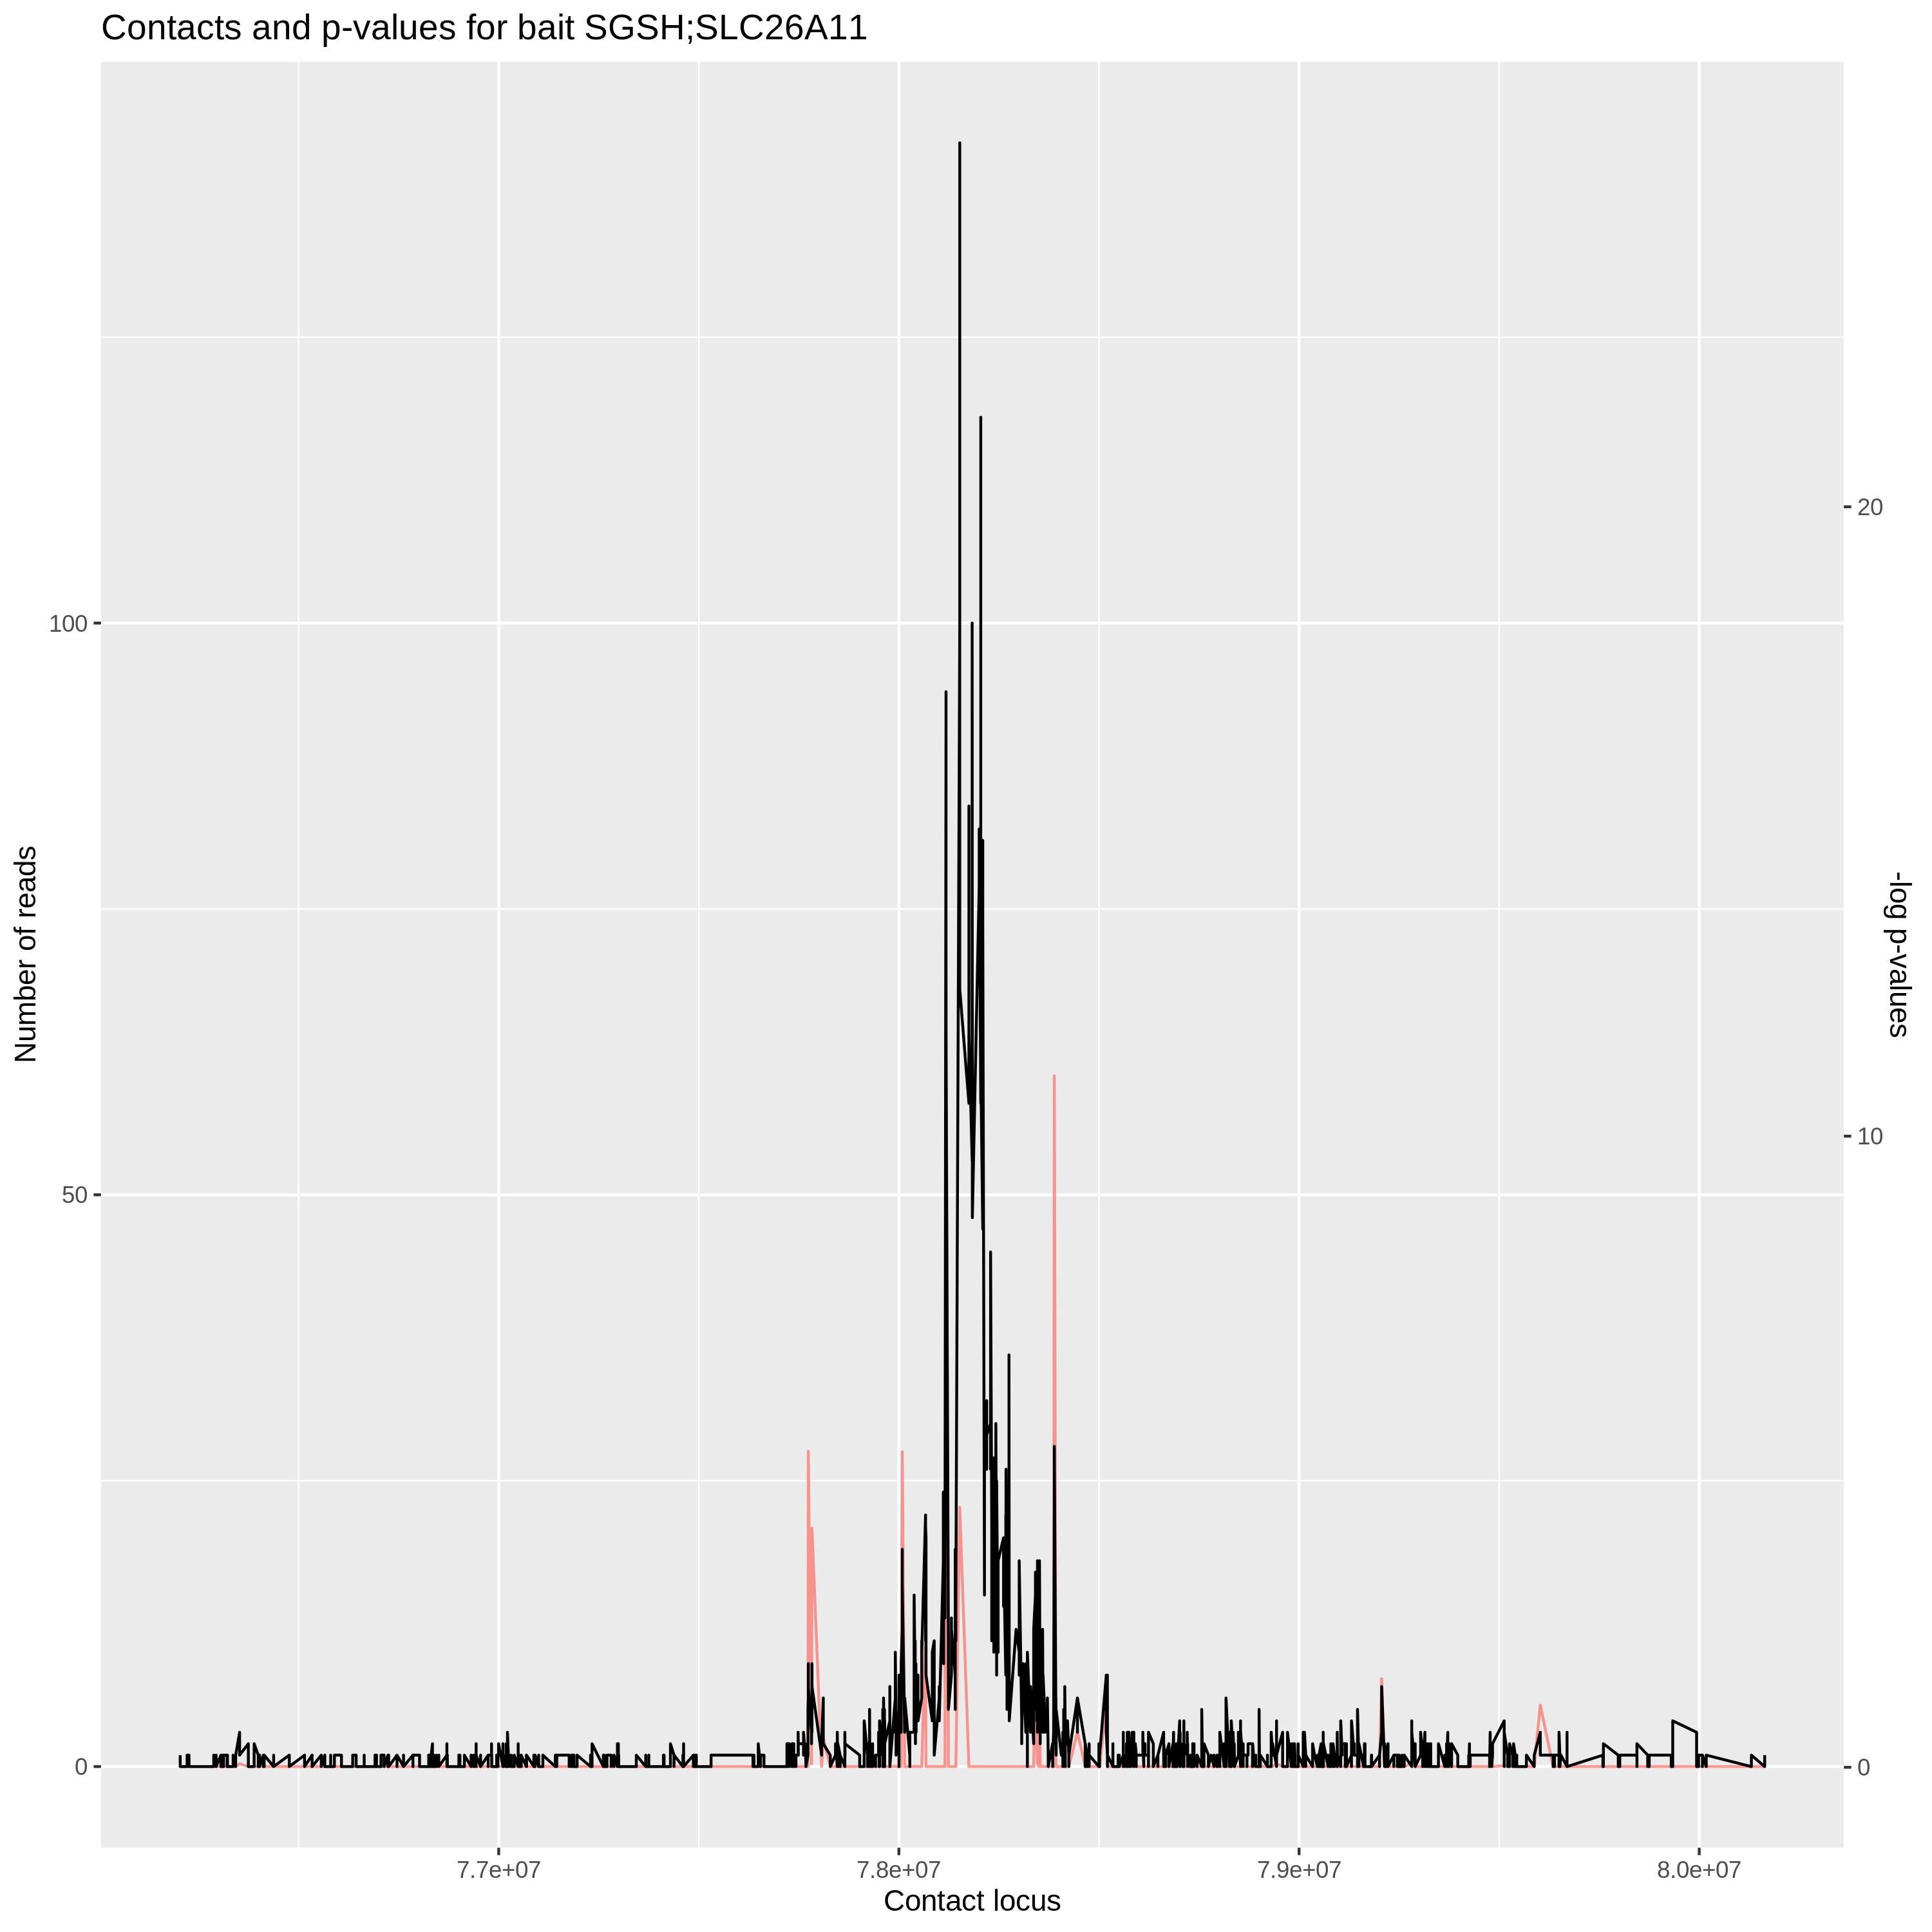 Contacts and p-values for bait SGSH;SLC26A11
Number of reads
100
50
0
20
10
0
-log p-values
7.7e+07
7.8e+07
7.9e+07
8.0e+07
Contact locus